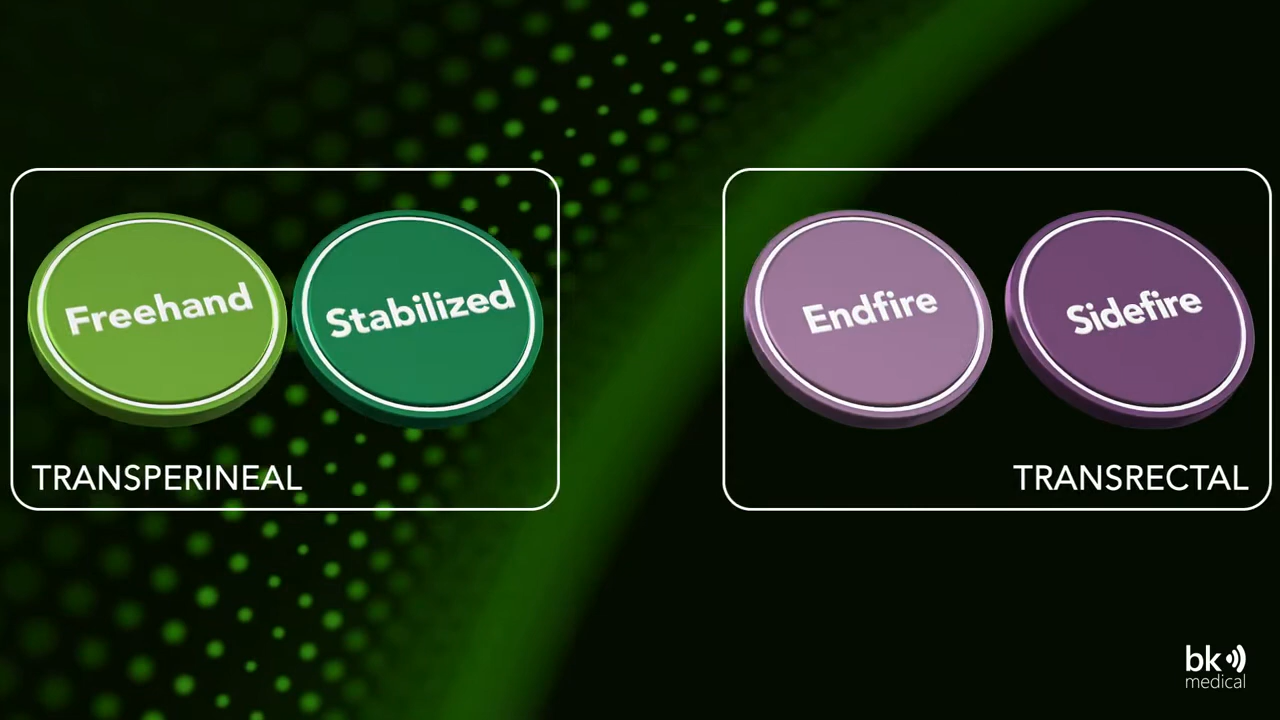 Freehand
Stabilized
TRANSPERINEAL
Endfire
Sidefire
TRANSRECTAL
bk
medical